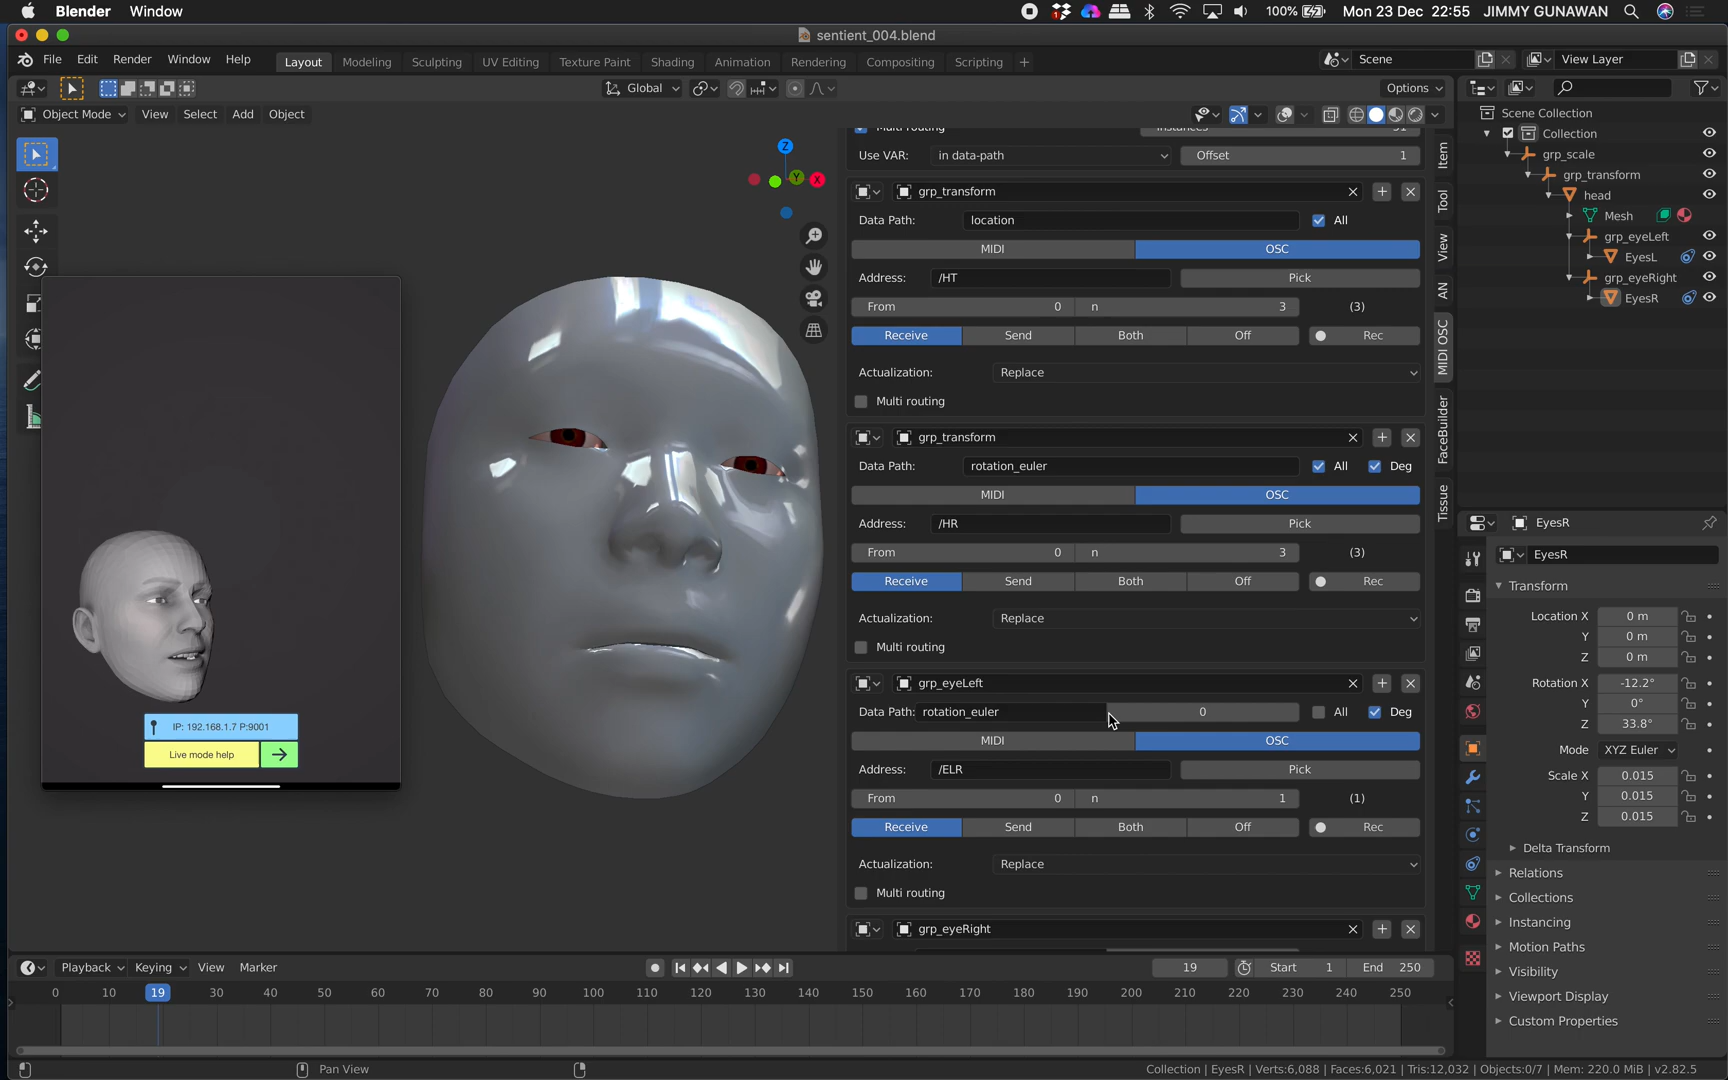 Blender Window 100% Mon 23 Dec 22:55 JIMMY GUNAWAN
sentient_004.blend
File Edit Render Window Help Layout Modeling Sculpting UV Editing Texture Paint Shading Animation Rendering Compositing Scripting + Scene View Layer
Global Options
Object Mode View Select Add Object
Scene Collection
Collection
grp_scale
grp_transform
head
Mesh
grp_eyeLeft
EyesL
grp_eyeRight
EyesR
Z
Y
X
Multi routing Instances 51
Use VAR: in data-path Offset 1
grp_transform
Data Path: location All
MIDI OSC
Address: /HT Pick
From 0 n 3 (3)
Receive Send Both Off Rec
Actualization: Replace
Multi routing
grp_transform
Data Path: rotation_euler All Deg
MIDI OSC
Address: /HR Pick
From 0 n 3 (3)
Receive Send Both Off Rec
Actualization: Replace
Multi routing
grp_eyeLeft
Data Path: rotation_euler 0 All Deg
MIDI OSC
Address: /ELR Pick
From 0 n 1 (1)
Receive Send Both Off Rec
Actualization: Replace
Multi routing
grp_eyeRight
Item
Tool
View
AN
MIDI OSC
FaceBuilder
Tissue
IP: 192.168.1.7 P:9001
Live mode help
EyesR
EyesR
Transform
Location X 0 m
Y 0 m
Z 0 m
Rotation X -12.2°
Y 0°
Z 33.8°
Mode XYZ Euler
Scale X 0.015
Y 0.015
Z 0.015
Delta Transform
Relations
Collections
Instancing
Motion Paths
Visibility
Viewport Display
Custom Properties
Playback Keying View Marker 19 Start 1 End 250
0 10 19 30 40 50 60 70 80 90 100 110 120 130 140 150 160 170 180 190 200 210 220 230 240 250
Pan View
Collection | EyesR | Verts:6,088 | Faces:6,021 | Tris:12,032 | Objects:0/7 | Mem: 220.0 MiB | v2.82.5